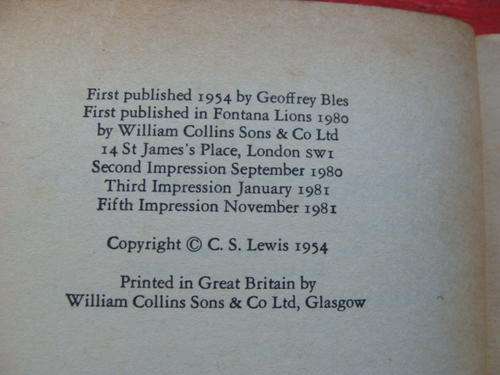 First published 1954 by Geoffrey Bles
First published in Fontana Lions 1980
by William Collins Sons & Co Ltd
14 St James's Place, London SW1
Second Impression September 1980
Third Impression January 1981
Fifth Impression November 1981
Copyright © C. S. Lewis 1954
Printed in Great Britain by
William Collins Sons & Co Ltd, Glasgow